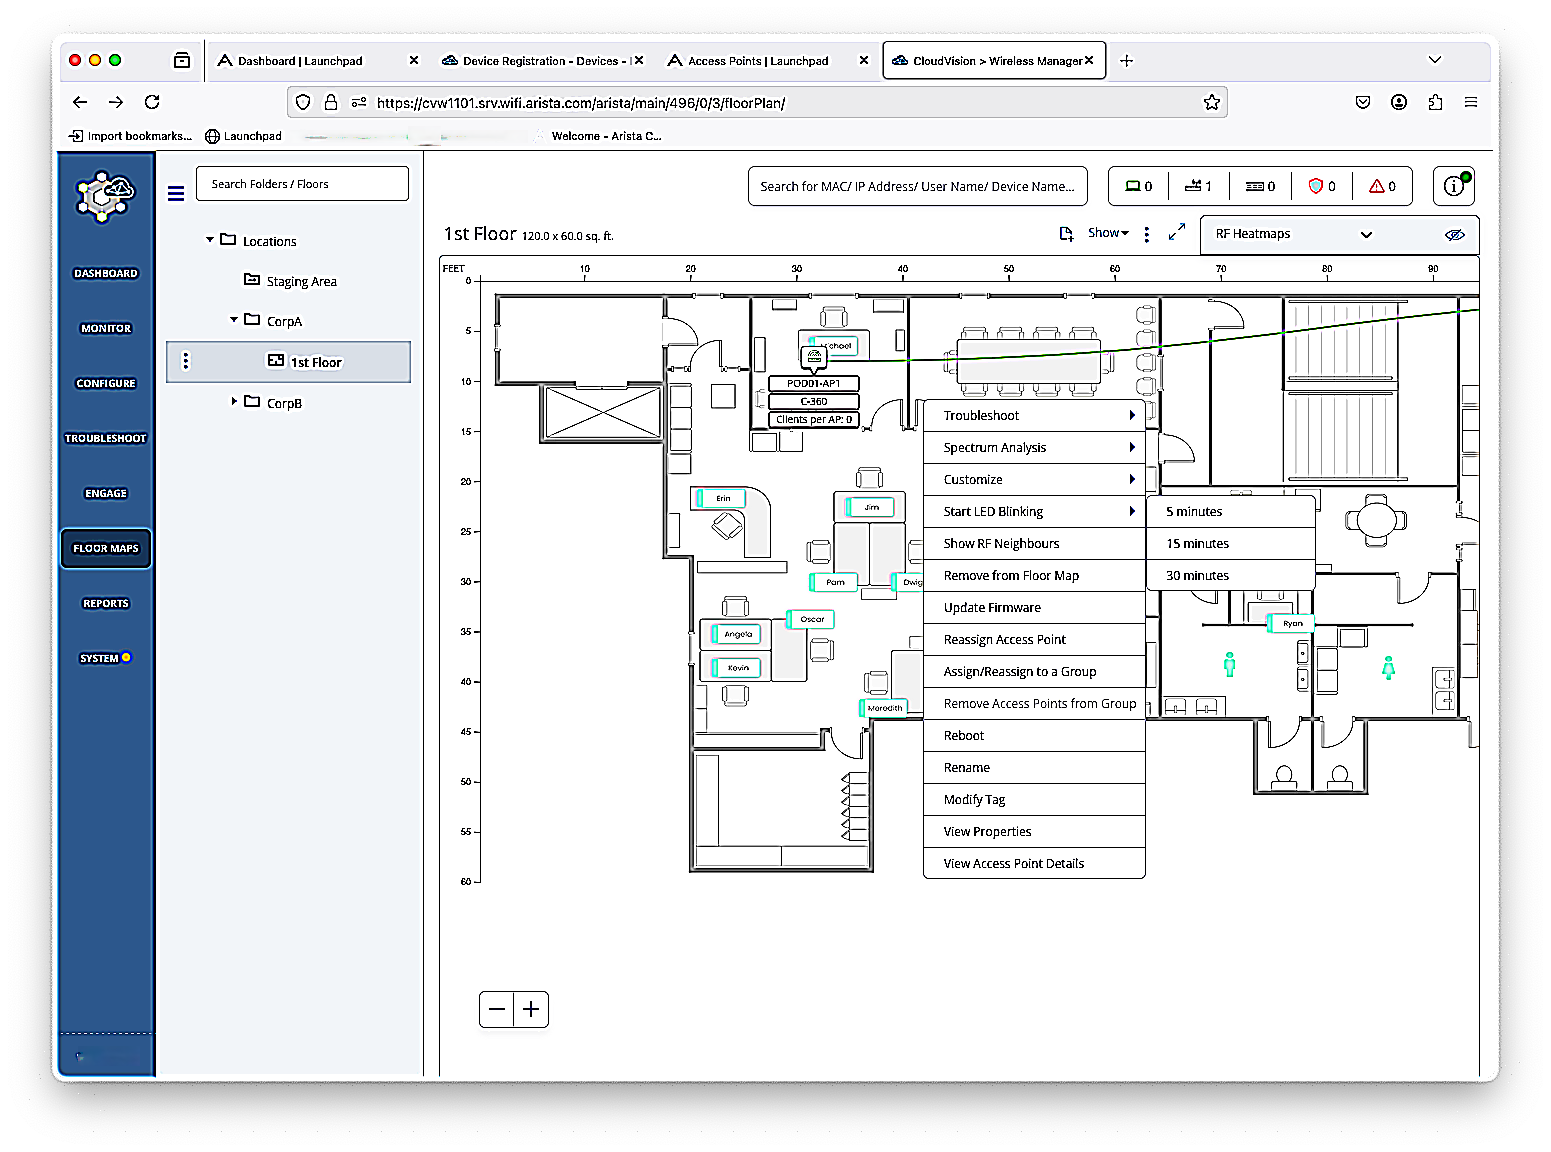 Dashboard | Launchpad
Device Registration - Devices - I
Access Points | Launchpad
CloudVision > Wireless Manager
https://cvw1101.srv.wifi.arista.com/arista/main/496/0/3/floorPlan/
Import bookmarks...
Launchpad
Welcome - Arista C...
DASHBOARD
MONITOR
CONFIGURE
TROUBLESHOOT
ENGAGE
FLOOR MAPS
REPORTS
SYSTEM
Search Folders / Floors
Locations
Staging Area
CorpA
1st Floor
CorpB
Search for MAC/ IP Address/ User Name/ Device Name...
0
1
0
0
0
1st Floor 120.0 x 60.0 sq. ft.
Show
RF Heatmaps
FEET
10 20 30 40 50 60 70 80 90
0
5
10
15
20
25
30
35
40
45
50
55
60
POD01-AP1
C-360
Clients per AP: 0
Erin
Jim
Pam
Oscar
Angela
Kevin
Meredith
Ryan
Troubleshoot
Spectrum Analysis
Customize
Start LED Blinking
Show RF Neighbours
Remove from Floor Map
Update Firmware
Reassign Access Point
Assign/Reassign to a Group
Remove Access Points from Group
Reboot
Rename
Modify Tag
View Properties
View Access Point Details
5 minutes
15 minutes
30 minutes